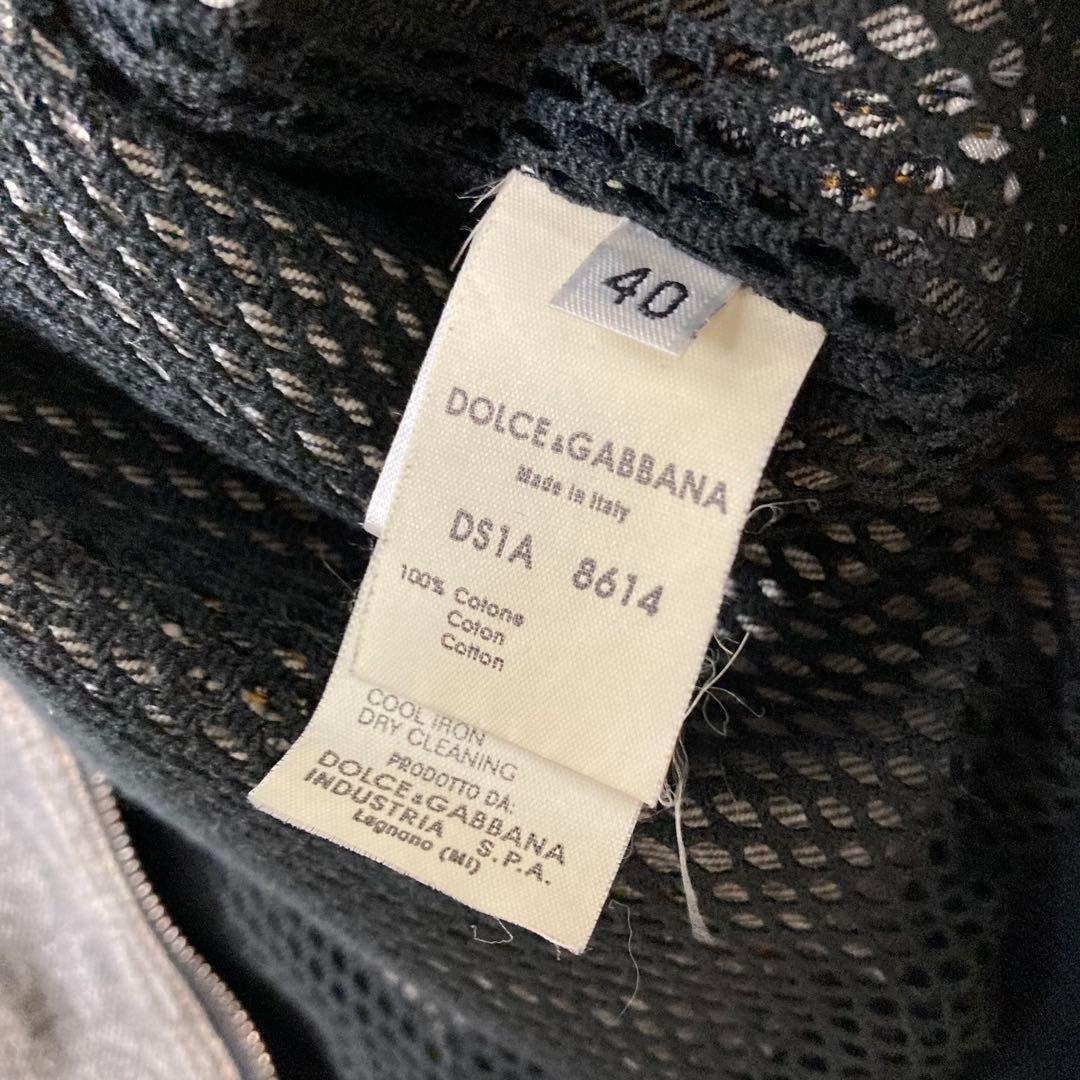 40
DOLCE&GABBANA
Made in Italy
DS1A 8614
100% Cotone
Coton
Cotton
COOL IRON
DRY CLEANING
PRODOTTO DA:
DOLCE&GABBANA
INDUSTRIA S.P.A.
Legnano (MI)